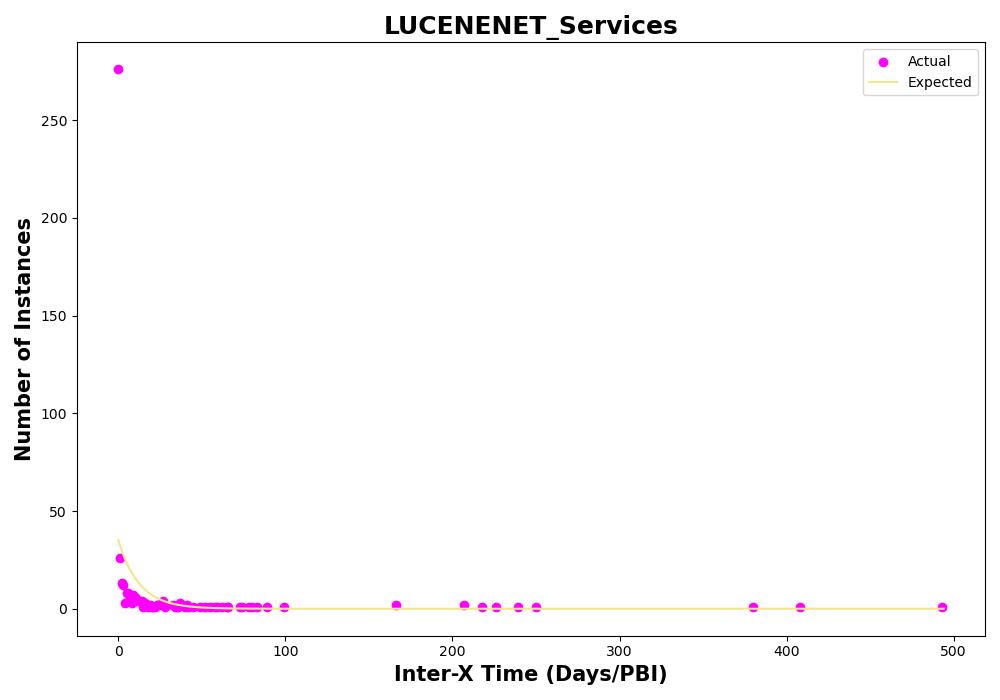 LUCENENET_Services
Actual
Expected
Number of Instances
250
200
150
100
50
0
0 100 200 300 400 500
Inter-X Time (Days/PBI)